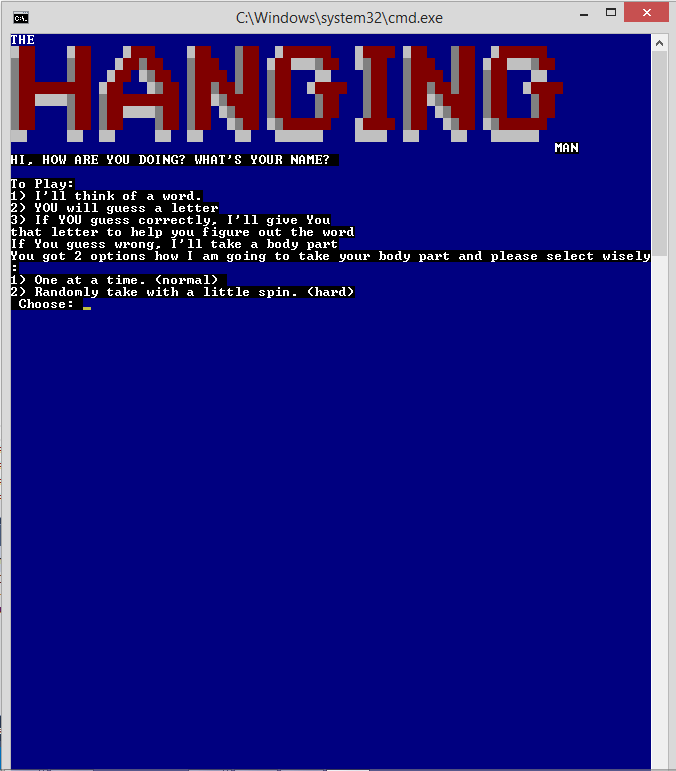 C:\Windows\system32\cmd.exe
THE
HANGING
MAN
HI, HOW ARE YOU DOING? WHAT'S YOUR NAME?
To Play:
1) I'll think of a word.
2) YOU will guess a letter
3) If YOU guess correctly, I'll give You
that letter to help you figure out the word
If You guess wrong, I'll take a body part
You got 2 options how I am going to take your body part and please select wisely
:
1) One at a time. (normal)
2) Randomly take with a little spin. (hard)
Choose: _